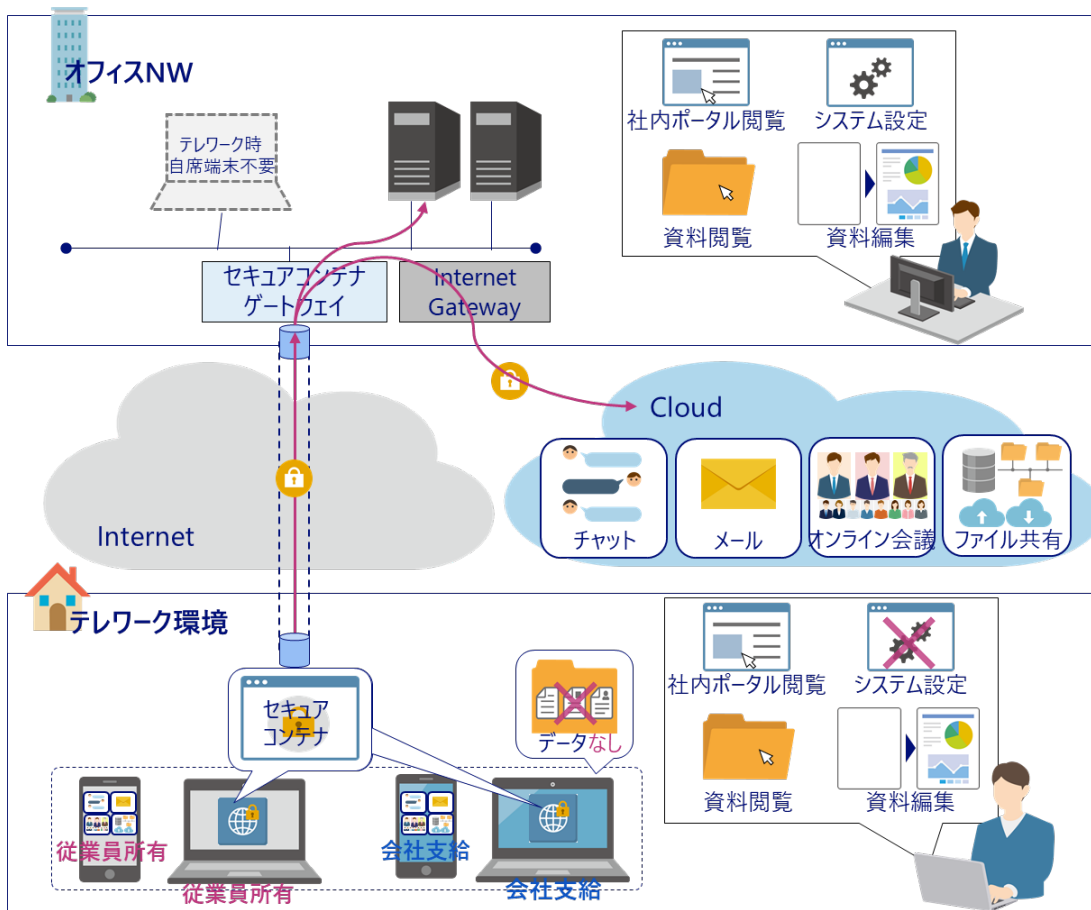 オフィスNW
テレワーク時
自席端末不要
社内ポータル閲覧
システム設定
資料閲覧
資料編集
セキュアコンテナ
ゲートウェイ
Internet
Gateway
Cloud
Internet
チャット
メール
オンライン会議
ファイル共有
テレワーク環境
セキュア
コンテナ
データなし
社内ポータル閲覧
システム設定
資料閲覧
資料編集
従業員所有
従業員所有
会社支給
会社支給